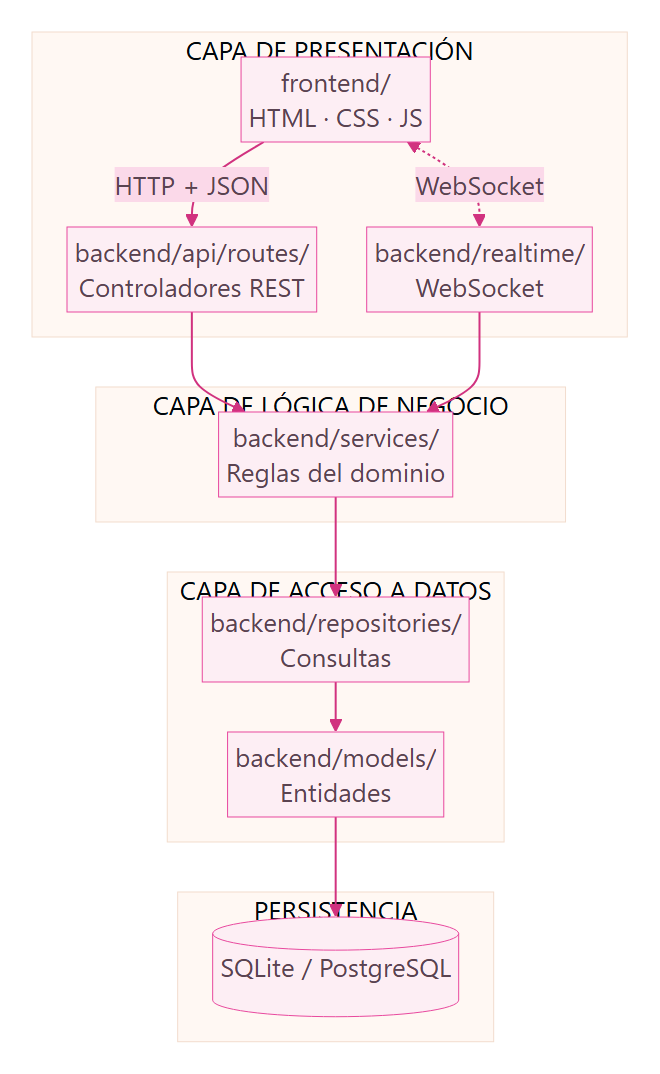 CAPA DE PRESENTACIÓN
frontend/
HTML · CSS · JS
HTTP + JSON
WebSocket
backend/api/routes/
Controladores REST
backend/realtime/
WebSocket
CAPA DE LÓGICA DE NEGOCIO
backend/services/
Reglas del dominio
CAPA DE ACCESO A DATOS
backend/repositories/
Consultas
backend/models/
Entidades
PERSISTENCIA
SQLite / PostgreSQL